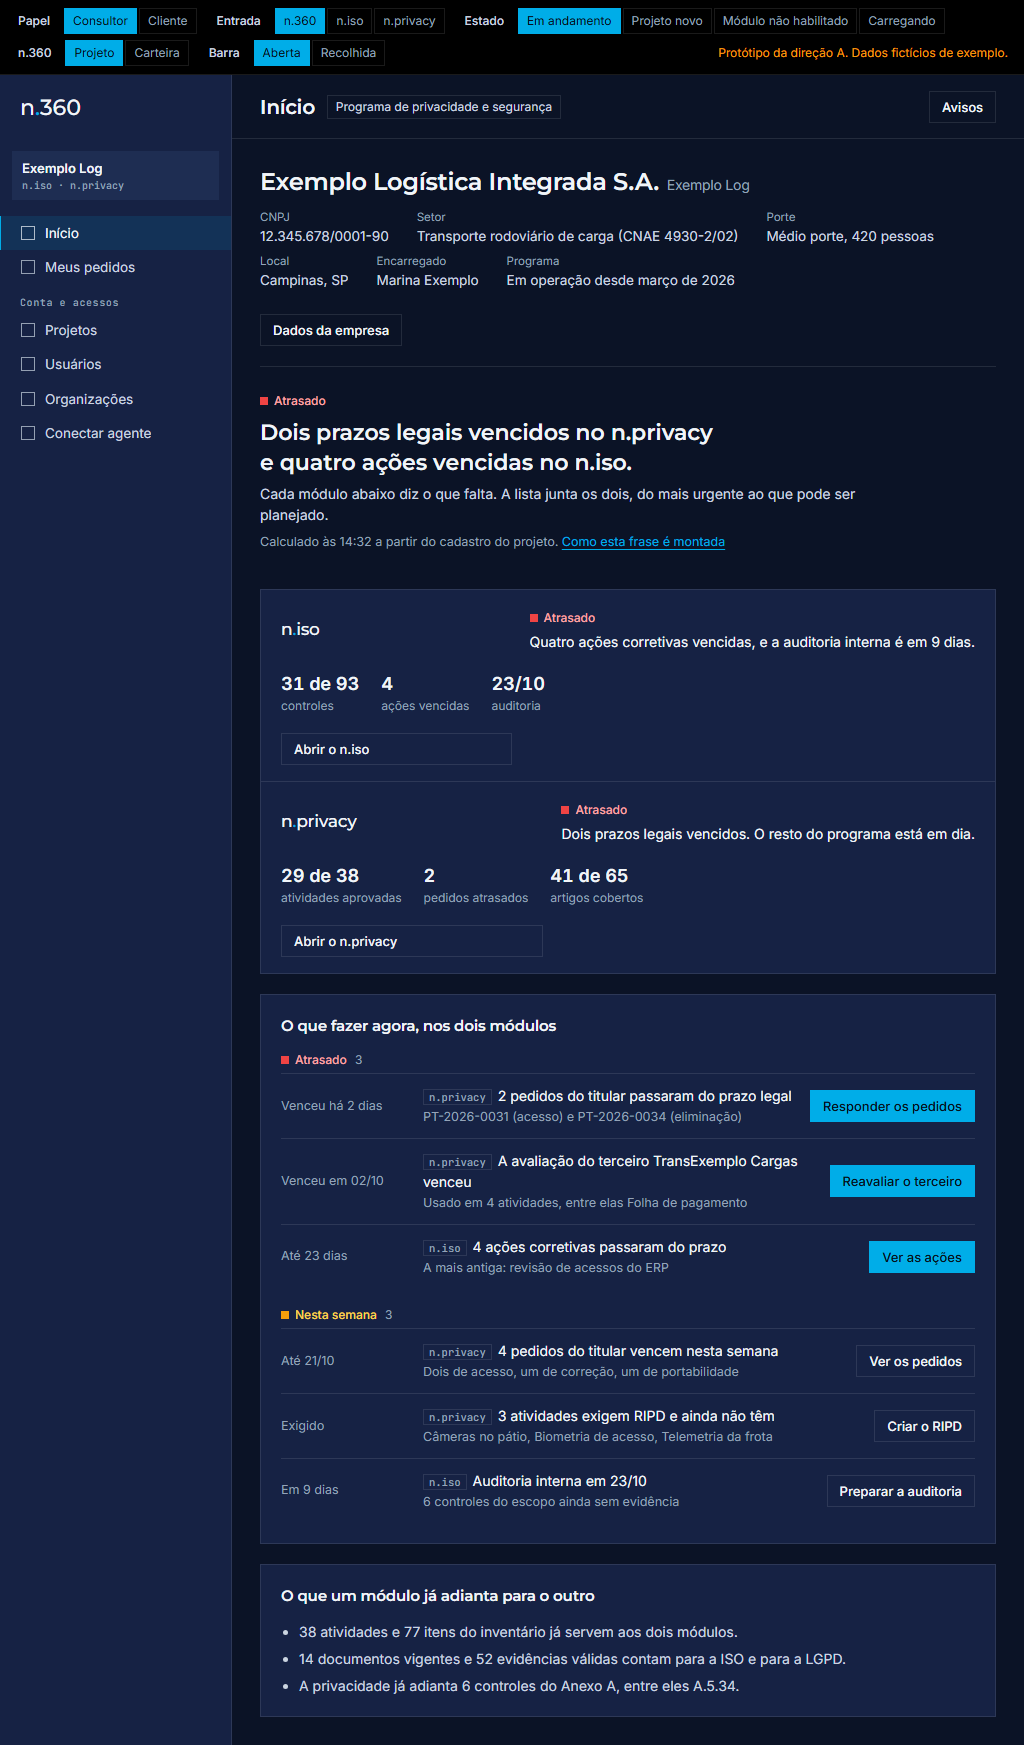 Papel Consultor Cliente Entrada n.360 n.iso n.privacy Estado Em andamento Projeto novo Módulo não habilitado Carregando
n.360 Projeto Carteira Barra Aberta Recolhida Protótipo da direção A. Dados fictícios de exemplo.
n.360
Exemplo Log
n.iso · n.privacy
Início
Meus pedidos
Conta e acessos
Projetos
Usuários
Organizações
Conectar agente
Início Programa de privacidade e segurança Avisos
Exemplo Logística Integrada S.A. Exemplo Log
CNPJ Setor Porte
12.345.678/0001-90 Transporte rodoviário de carga (CNAE 4930-2/02) Médio porte, 420 pessoas
Local Encarregado Programa
Campinas, SP Marina Exemplo Em operação desde março de 2026
Dados da empresa
Atrasado
Dois prazos legais vencidos no n.privacy
e quatro ações vencidas no n.iso.
Cada módulo abaixo diz o que falta. A lista junta os dois, do mais urgente ao que pode ser
planejado.
Calculado às 14:32 a partir do cadastro do projeto. Como esta frase é montada
n.iso
Atrasado
Quatro ações corretivas vencidas, e a auditoria interna é em 9 dias.
31 de 93 4 23/10
controles ações vencidas auditoria
Abrir o n.iso
n.privacy
Atrasado
Dois prazos legais vencidos. O resto do programa está em dia.
29 de 38 2 41 de 65
atividades aprovadas pedidos atrasados artigos cobertos
Abrir o n.privacy
O que fazer agora, nos dois módulos
Atrasado 3
Venceu há 2 dias n.privacy 2 pedidos do titular passaram do prazo legal Responder os pedidos
PT-2026-0031 (acesso) e PT-2026-0034 (eliminação)
Venceu em 02/10 n.privacy A avaliação do terceiro TransExemplo Cargas
venceu Reavaliar o terceiro
Usado em 4 atividades, entre elas Folha de pagamento
Até 23 dias n.iso 4 ações corretivas passaram do prazo Ver as ações
A mais antiga: revisão de acessos do ERP
Nesta semana 3
Até 21/10 n.privacy 4 pedidos do titular vencem nesta semana Ver os pedidos
Dois de acesso, um de correção, um de portabilidade
Exigido n.privacy 3 atividades exigem RIPD e ainda não têm Criar o RIPD
Câmeras no pátio, Biometria de acesso, Telemetria da frota
Em 9 dias n.iso Auditoria interna em 23/10 Preparar a auditoria
6 controles do escopo ainda sem evidência
O que um módulo já adianta para o outro
38 atividades e 77 itens do inventário já servem aos dois módulos.
14 documentos vigentes e 52 evidências válidas contam para a ISO e para a LGPD.
A privacidade já adianta 6 controles do Anexo A, entre eles A.5.34.